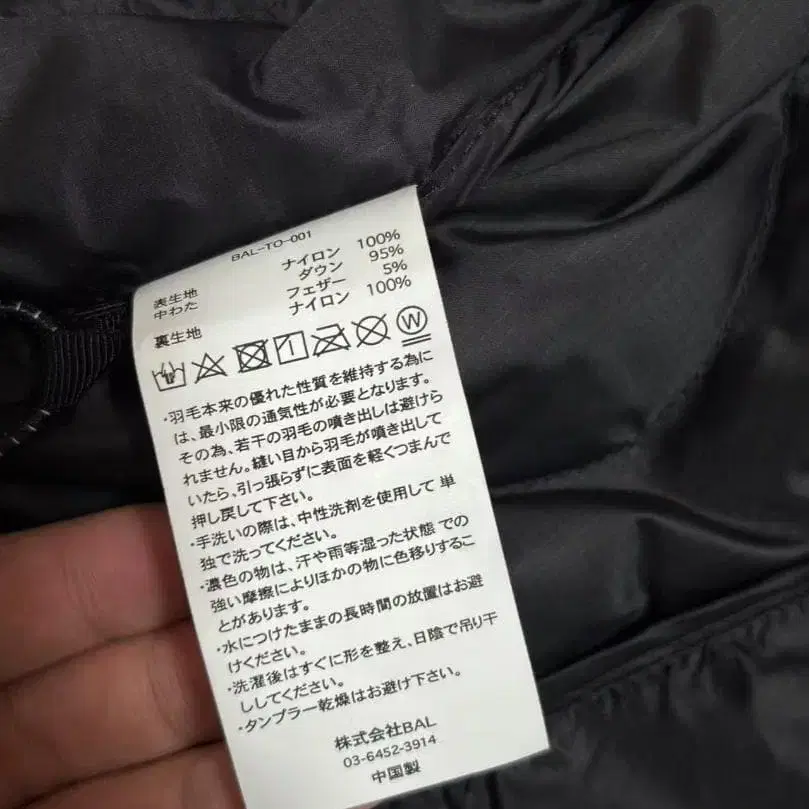 BAL-TO-001
表生地 ナイロン 100%
中わた ダウン 95%
フェザー 5%
裏生地 ナイロン 100%
W
・羽毛本来の優れた性質を維持する為に
は、最小限の通気性が必要となります。
その為、若干の羽毛の噴き出しは避けら
れません。縫い目から羽毛が噴き出して
いたら、引っ張らずに表面を軽くつまんで
押し戻して下さい。
・手洗いの際は、中性洗剤を使用して 単
独で洗ってください。
・濃色の物は、汗や雨等湿った状態 での
強い摩擦によりほかの物に色移りするこ
とがあります。
・水につけたままの長時間の放置はお避
けください。
・洗濯後はすぐに形を整え、日陰で吊り干
ししてください。
・タンブラー乾燥はお避け下さい。
株式会社BAL
03-6452-3914
中国製